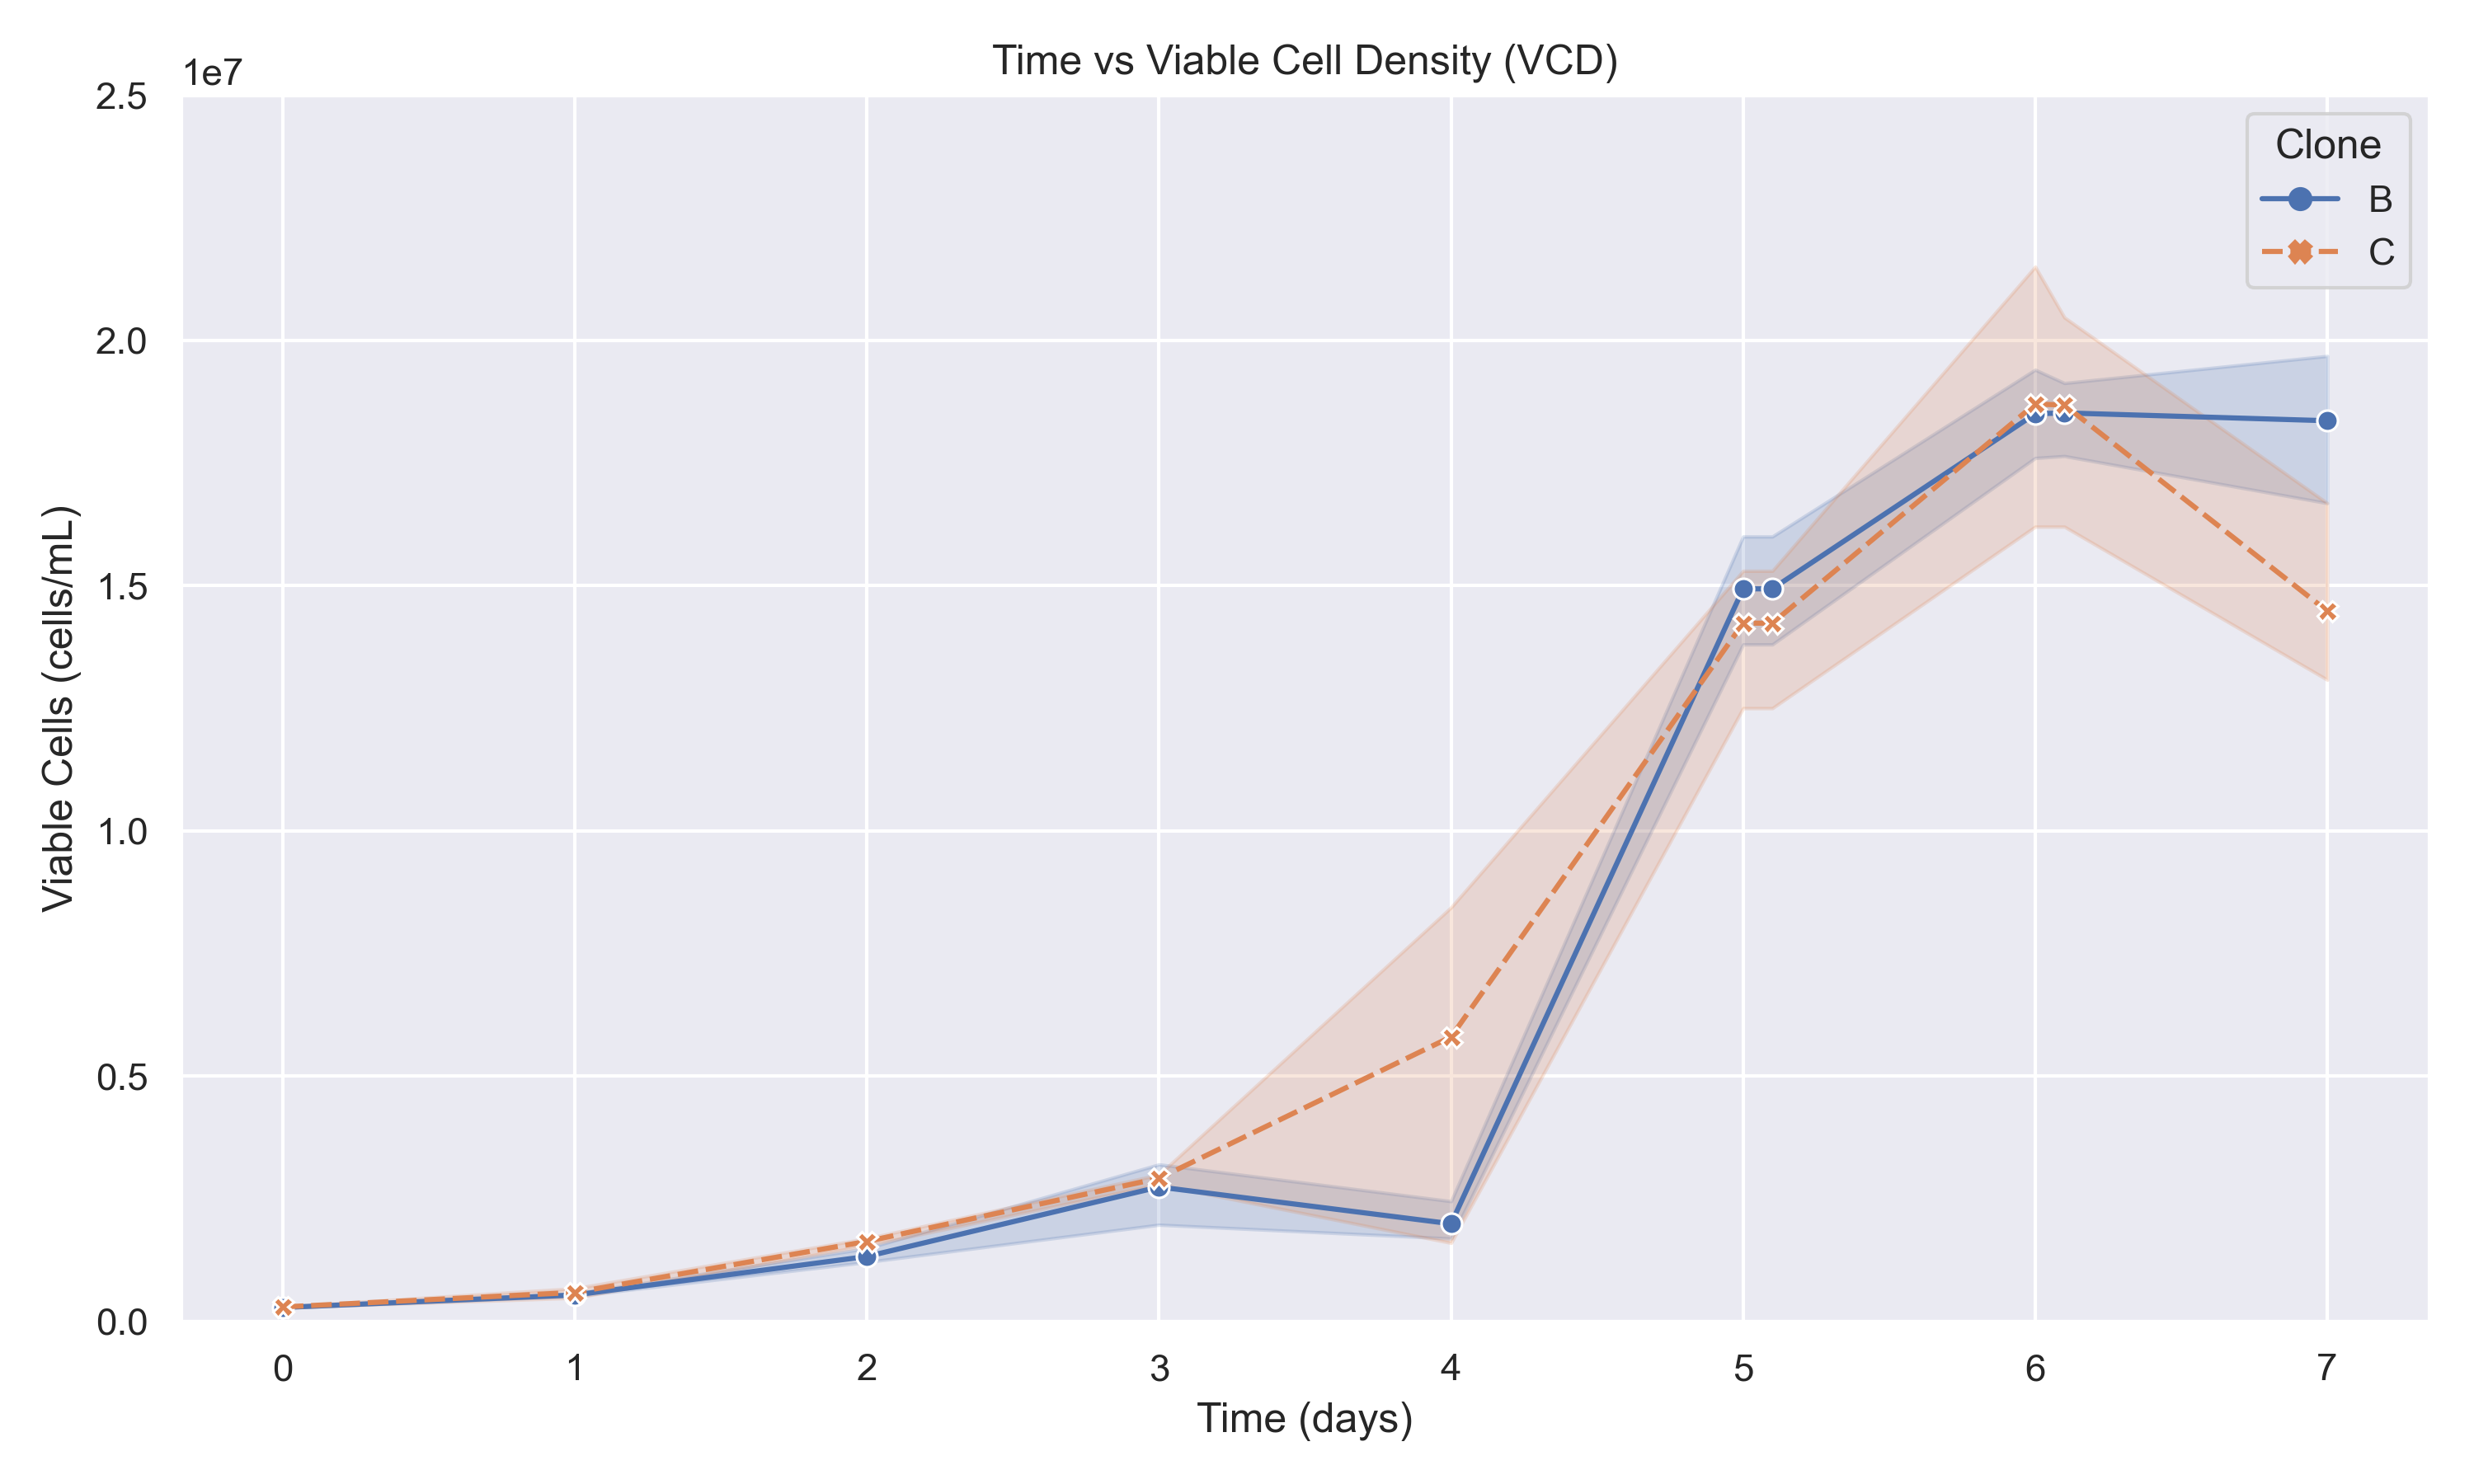 Time vs Viable Cell Density (VCD)
1e7
2.5
2.0
1.5
1.0
0.5
0.0
Viable Cells (cells/mL)
Clone
B
C
0 1 2 3 4 5 6 7
Time (days)